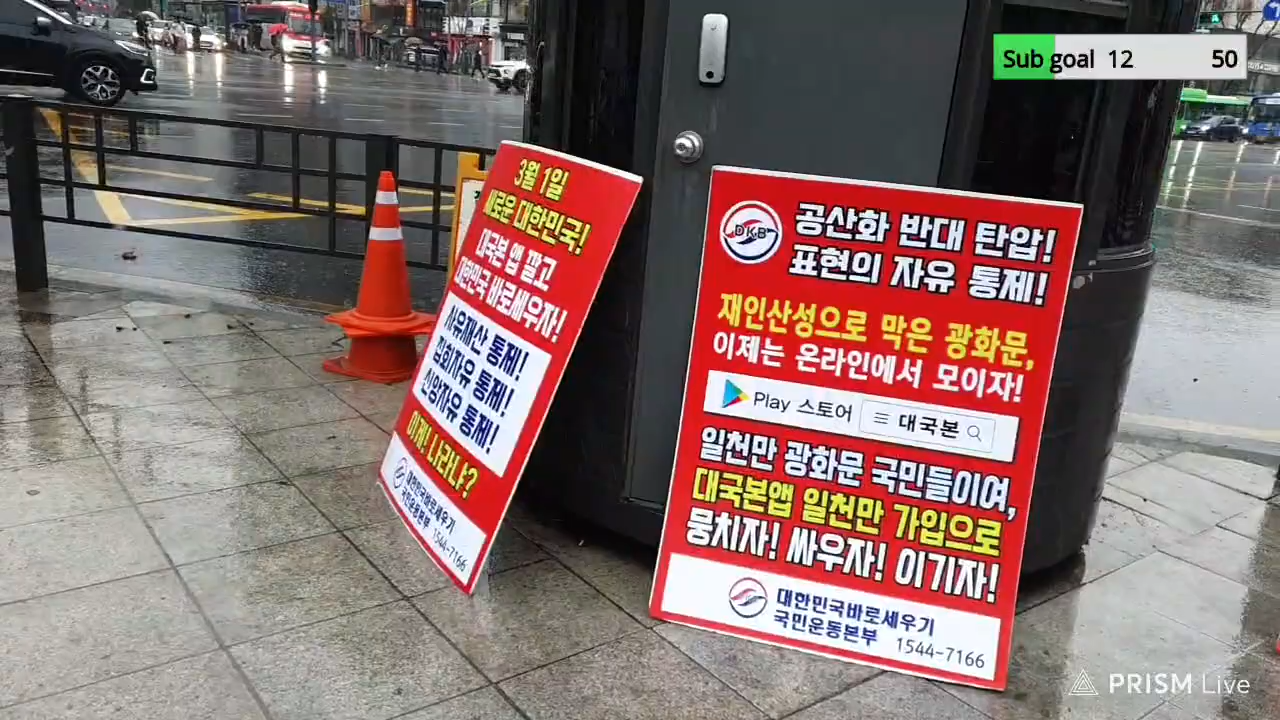 Sub goal 12 50
3월 1일
새로운 대한민국!
대국본 앱 깔고
대한민국 바로세우자!
사유재산 통제!
집회자유 통제!
신앙자유 통제!
이게! 나라냐?
대한민국바로세우기
국민운동본부 1544-7166
DKB
공산화 반대 탄압!
표현의 자유 통제!
재인산성으로 막은 광화문,
이제는 온라인에서 모이자!
Play 스토어 대국본
일천만 광화문 국민들이여,
대국본앱 일천만 가입으로
뭉치자! 싸우자! 이기자!
대한민국바로세우기
국민운동본부 1544-7166
PRISM Live